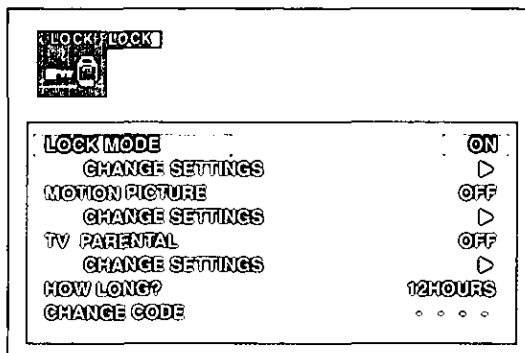 LOCK LOCK
LOCK MODE ON
CHANGE SETTINGS ▷
MOTION PICTURE OFF
CHANGE SETTINGS ▷
TV PARENTAL OFF
CHANGE SETTINGS ▷
HOW LONG? 12HOURS
CHANGE CODE